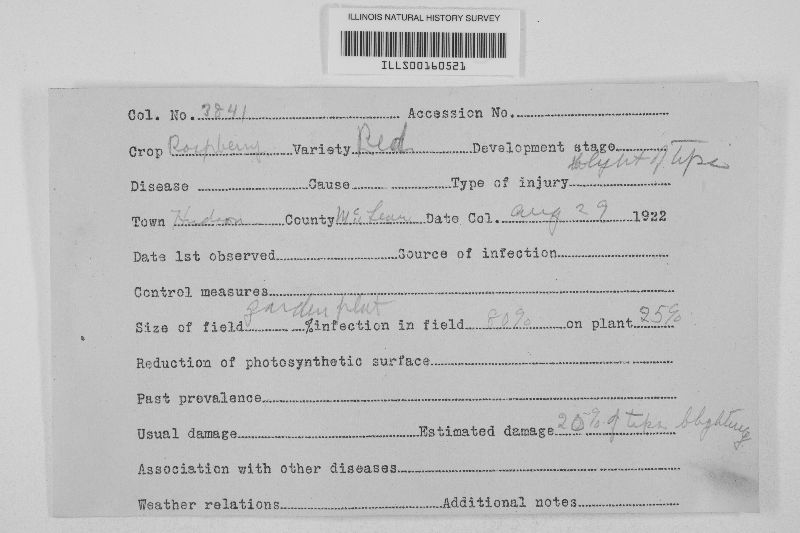 ILLINOIS NATURAL HISTORY SURVEY
ILLS00160521
Col. No. 3841 Accession No.
Crop Raspberry Variety Red Development stage
Disease Cause Type of injury blight of tips
Town Hudson County McLean Date Col. Aug 29 1922
Date 1st observed Source of infection
Control measures
Size of field garden plat %infection in field 80% on plant 25%
Reduction of photosynthetic surface
Past prevalence
Usual damage Estimated damage 25% of tips blighting
Association with other diseases
Weather relations Additional notes